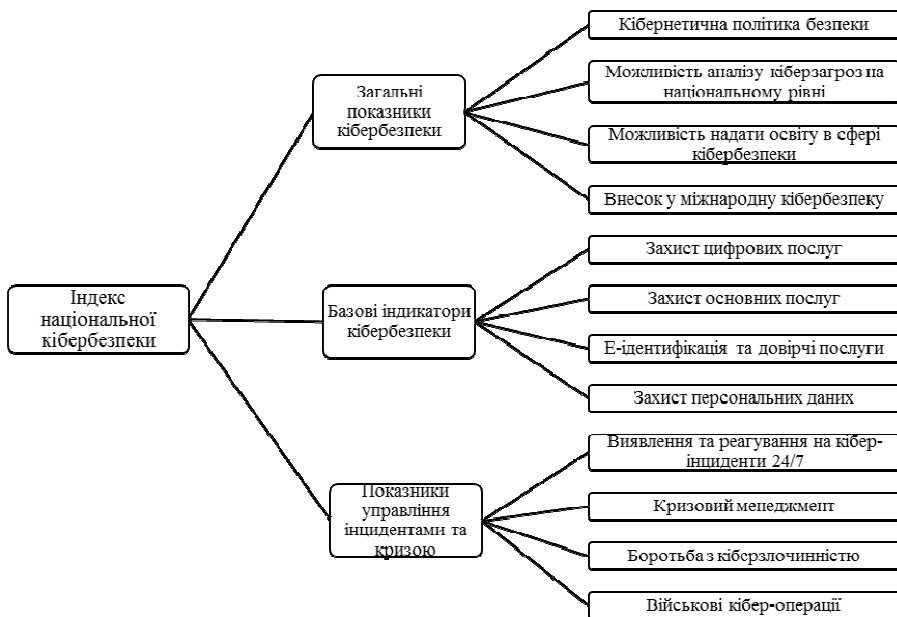 Індекс
національної
кібербезпеки
Загальні
показники
кібербезпеки
Кібернетична політика безпеки
Можливість аналізу кіберзагроз на
національному рівні
Можливість надати освіту в сфері
кібербезпеки
Внесок у міжнародну кібербезпеку
Базові індикатори
кібербезпеки
Захист цифрових послуг
Захист основних послуг
Е-ідентифікація та довірчі послуги
Захист персональних даних
Показники
управління
інцидентами та
кризою
Виявлення та реагування на кібер-
інциденти 24/7
Кризовий менеджмент
Боротьба з кіберзлочинністю
Військові кібер-операції